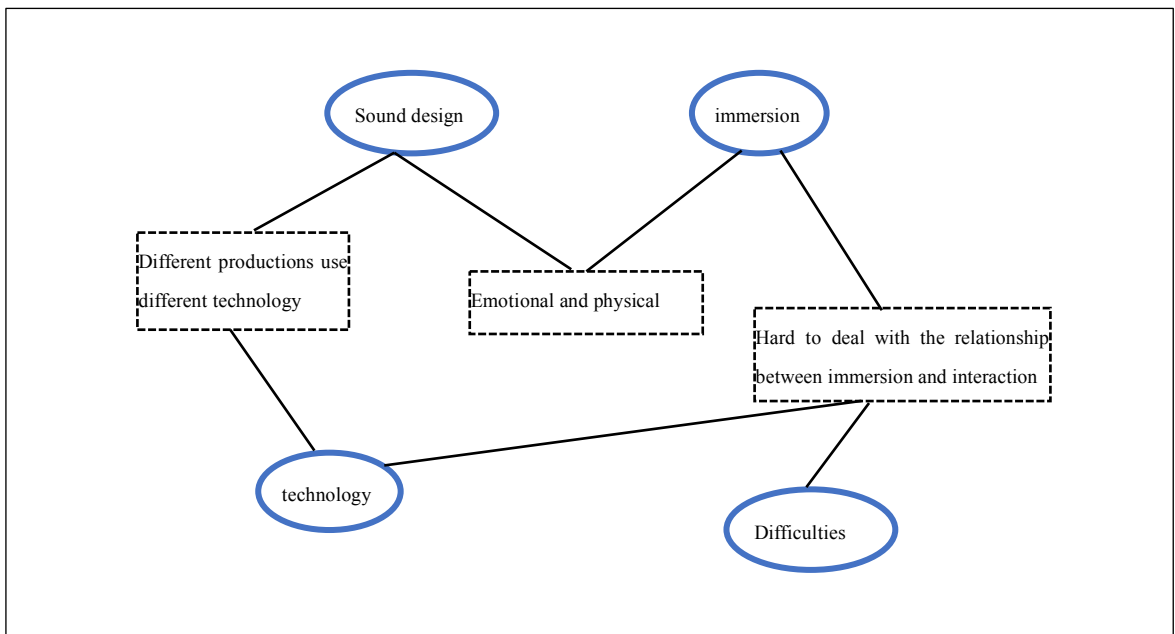 Sound design
immersion
Different productions use
different technology
Emotional and physical
Hard to deal with the relationship
between immersion and interaction
technology
Difficulties